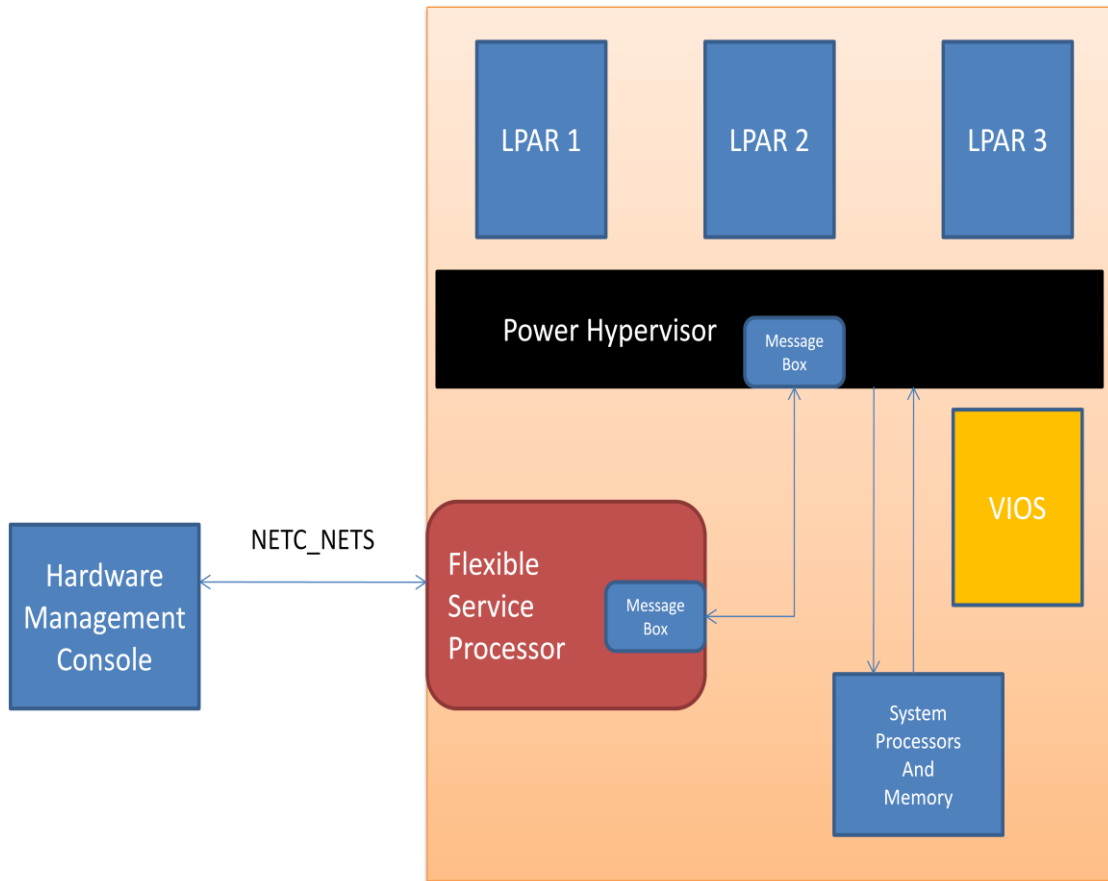 LPAR 1
LPAR 2
LPAR 3
Power Hypervisor
Message
Box
VIOS
NETC_NETS
Hardware
Management
Console
Flexible
Service
Processor
Message
Box
System
Processors
And
Memory